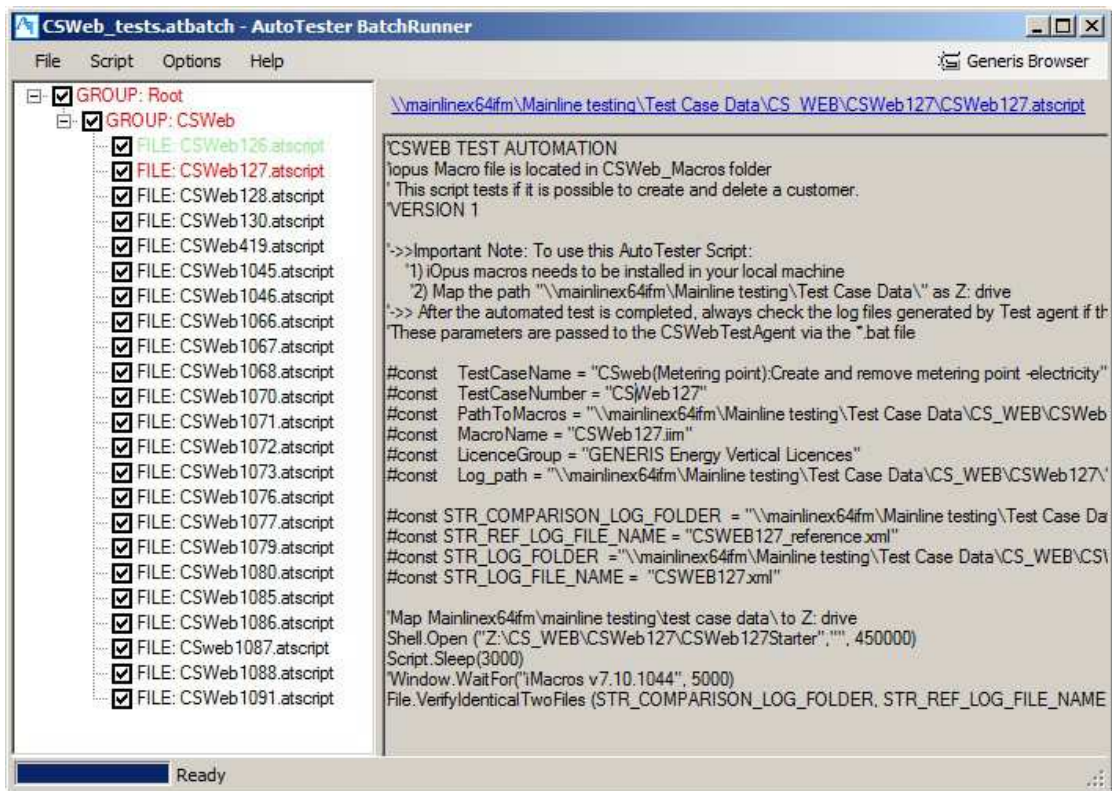 CSWeb_tests.atbatch - AutoTester BatchRunner
File Script Options Help
Generis Browser
GROUP: Root
GROUP: CSWeb
FILE: CSWeb126.atscript
FILE: CSWeb127.atscript
FILE: CSWeb128.atscript
FILE: CSWeb130.atscript
FILE: CSWeb419.atscript
FILE: CSWeb1045.atscript
FILE: CSWeb1046.atscript
FILE: CSWeb1066.atscript
FILE: CSWeb1067.atscript
FILE: CSWeb1068.atscript
FILE: CSWeb1070.atscript
FILE: CSWeb1071.atscript
FILE: CSWeb1072.atscript
FILE: CSWeb1073.atscript
FILE: CSWeb1076.atscript
FILE: CSWeb1077.atscript
FILE: CSWeb1079.atscript
FILE: CSWeb1080.atscript
FILE: CSWeb1085.atscript
FILE: CSWeb1086.atscript
FILE: CSweb1087.atscript
FILE: CSWeb1088.atscript
FILE: CSWeb1091.atscript
\\mainlinex64ifm\Mainline testing\Test Case Data\CS_WEB\CSWeb127\CSWeb127.atscript
'CSWEB TEST AUTOMATION
'iopus Macro file is located in CSWeb_Macros folder
' This script tests if it is possible to create and delete a customer.
'VERSION 1
'->>Important Note: To use this AutoTester Script:
'1) iOpus macros needs to be installed in your local machine
'2) Map the path "\\mainlinex64ifm\Mainline testing\Test Case Data\" as Z: drive
'->> After the automated test is completed, always check the log files generated by Test agent if th
'These parameters are passed to the CSWebTestAgent via the *.bat file
#const TestCaseName = "CSweb(Metering point):Create and remove metering point -electricity"
#const TestCaseNumber = "CSWeb127"
#const PathToMacros = "\\mainlinex64ifm\Mainline testing\Test Case Data\CS_WEB\CSWeb
#const MacroName = "CSWeb127.iim"
#const LicenceGroup = "GENERIS Energy Vertical Licences"
#const Log_path = "\\mainlinex64ifm\Mainline testing\Test Case Data\CS_WEB\CSWeb127\"
#const STR_COMPARISON_LOG_FOLDER = "\\mainlinex64ifm\Mainline testing\Test Case Da
#const STR_REF_LOG_FILE_NAME = "CSWEB127_reference.xml"
#const STR_LOG_FOLDER ="\\mainlinex64ifm\Mainline testing\Test Case Data\CS_WEB\CS\
#const STR_LOG_FILE_NAME = "CSWEB127.xml"
'Map Mainlinex64ifm\mainline testing\test case data\ to Z: drive
Shell.Open ("Z:\CS_WEB\CSWeb127\CSWeb127Starter","", 450000)
Script.Sleep(3000)
'Window.WaitFor("iMacros v7.10.1044", 5000)
File.VerifyIdenticalTwoFiles (STR_COMPARISON_LOG_FOLDER, STR_REF_LOG_FILE_NAME
Ready